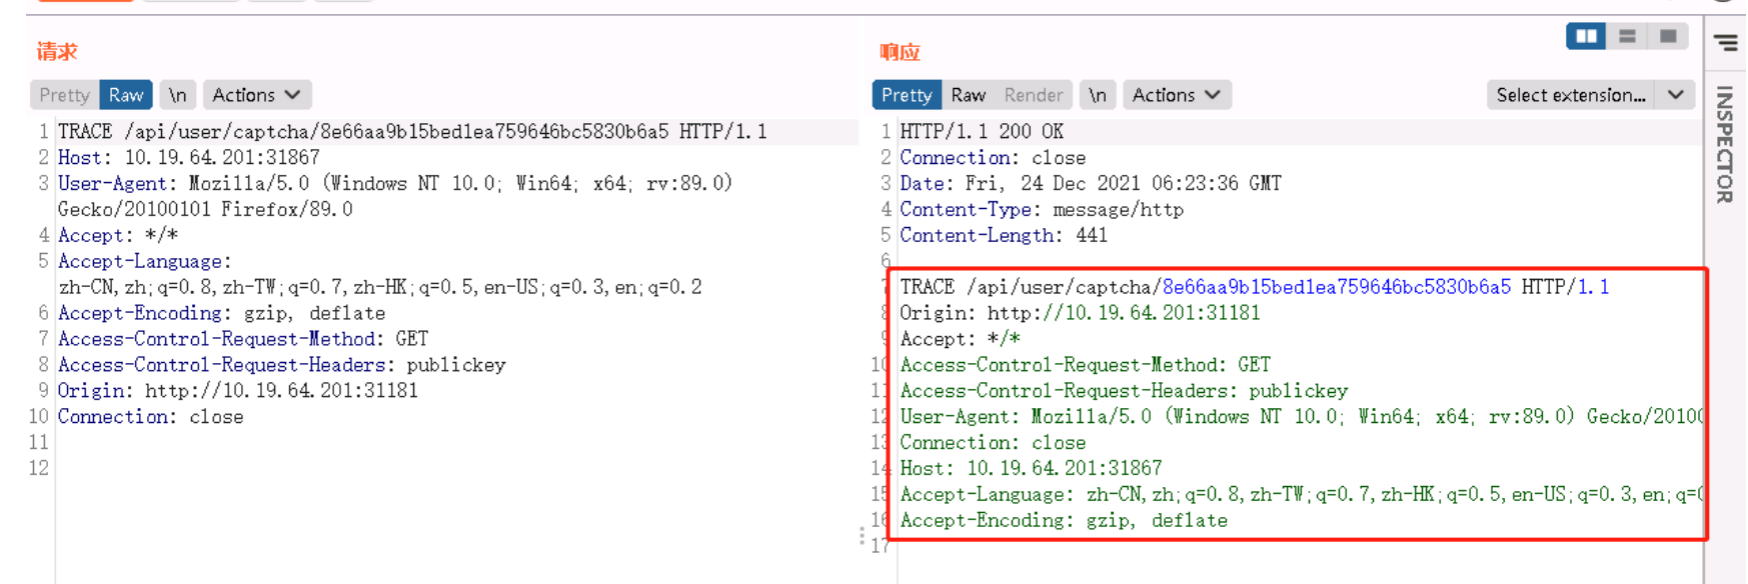 请求
Pretty Raw \n Actions
1 TRACE /api/user/captcha/8e66aa9b15bed1ea759646bc5830b6a5 HTTP/1.1
2 Host: 10.19.64.201:31867
3 User-Agent: Mozilla/5.0 (Windows NT 10.0; Win64; x64; rv:89.0)
Gecko/20100101 Firefox/89.0
4 Accept: */*
5 Accept-Language:
zh-CN,zh;q=0.8,zh-TW;q=0.7,zh-HK;q=0.5,en-US;q=0.3,en;q=0.2
6 Accept-Encoding: gzip, deflate
7 Access-Control-Request-Method: GET
8 Access-Control-Request-Headers: publickey
9 Origin: http://10.19.64.201:31181
10 Connection: close
11
12
响应
Pretty Raw Render \n Actions Select extension...
1 HTTP/1.1 200 OK
2 Connection: close
3 Date: Fri, 24 Dec 2021 06:23:36 GMT
4 Content-Type: message/http
5 Content-Length: 441
6
7 TRACE /api/user/captcha/8e66aa9b15bed1ea759646bc5830b6a5 HTTP/1.1
8 Origin: http://10.19.64.201:31181
9 Accept: */*
10 Access-Control-Request-Method: GET
11 Access-Control-Request-Headers: publickey
12 User-Agent: Mozilla/5.0 (Windows NT 10.0; Win64; x64; rv:89.0) Gecko/2010
13 Connection: close
14 Host: 10.19.64.201:31867
15 Accept-Language: zh-CN,zh;q=0.8,zh-TW;q=0.7,zh-HK;q=0.5,en-US;q=0.3,en;q=
16 Accept-Encoding: gzip, deflate
17
INSPECTOR